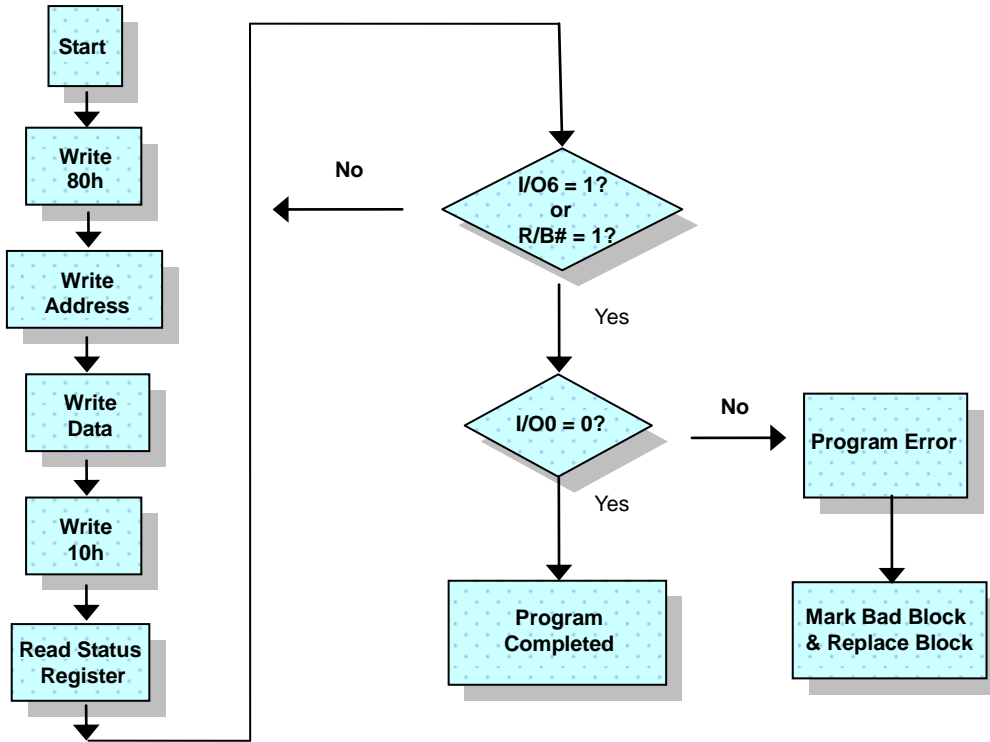 Start
Write
80h
Write
Address
Write
Data
Write
10h
Read Status
Register
I/O6 = 1?
or
R/B# = 1?
No
Yes
I/O0 = 0?
No
Yes
Program Error
Program
Completed
Mark Bad Block
& Replace Block